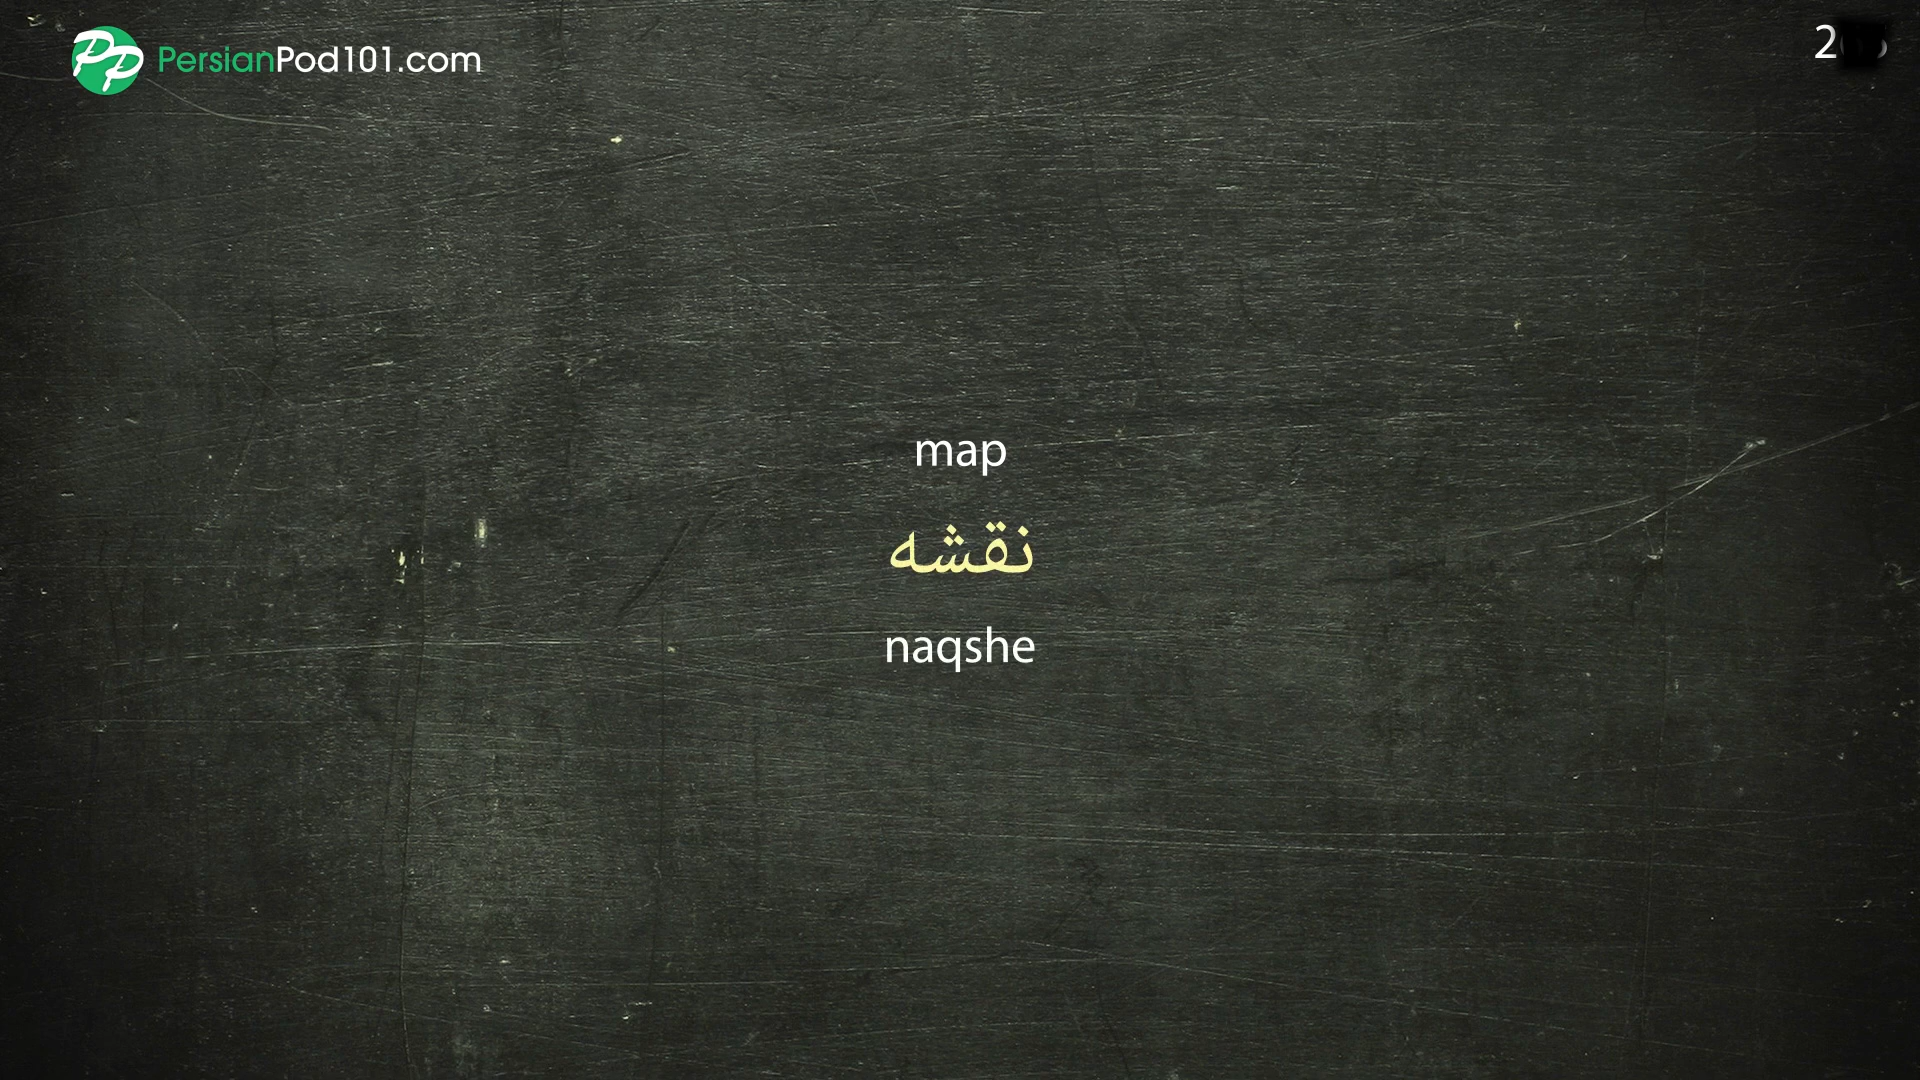 PersianPod101.com
map
نقشه
naqshe